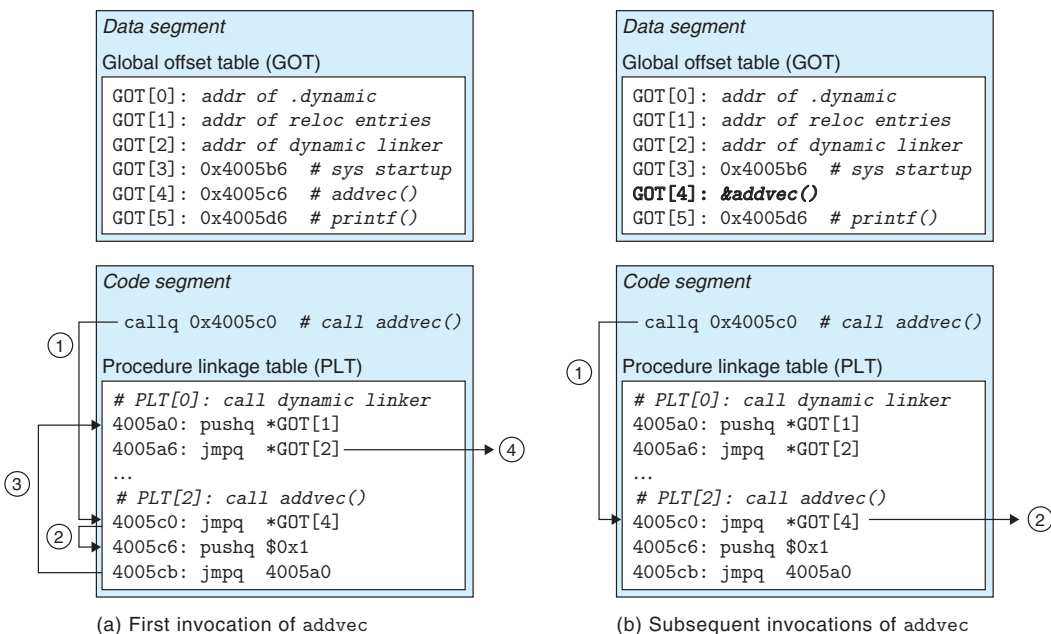 Data segment
Global offset table (GOT)
GOT[0]: addr of .dynamic
GOT[1]: addr of reloc entries
GOT[2]: addr of dynamic linker
GOT[3]: 0x4005b6 # sys startup
GOT[4]: 0x4005c6 # addvec()
GOT[5]: 0x4005d6 # printf()
Code segment
callq 0x4005c0 # call addvec()
1
Procedure linkage table (PLT)
# PLT[0]: call dynamic linker
4005a0: pushq *GOT[1]
4005a6: jmpq *GOT[2]
4
...
3
# PLT[2]: call addvec()
4005c0: jmpq *GOT[4]
2
4005c6: pushq $0x1
4005cb: jmpq 4005a0
(a) First invocation of addvec
Data segment
Global offset table (GOT)
GOT[0]: addr of .dynamic
GOT[1]: addr of reloc entries
GOT[2]: addr of dynamic linker
GOT[3]: 0x4005b6 # sys startup
GOT[4]: &addvec()
GOT[5]: 0x4005d6 # printf()
Code segment
callq 0x4005c0 # call addvec()
1
Procedure linkage table (PLT)
# PLT[0]: call dynamic linker
4005a0: pushq *GOT[1]
4005a6: jmpq *GOT[2]
...
# PLT[2]: call addvec()
4005c0: jmpq *GOT[4]
2
4005c6: pushq $0x1
4005cb: jmpq 4005a0
(b) Subsequent invocations of addvec